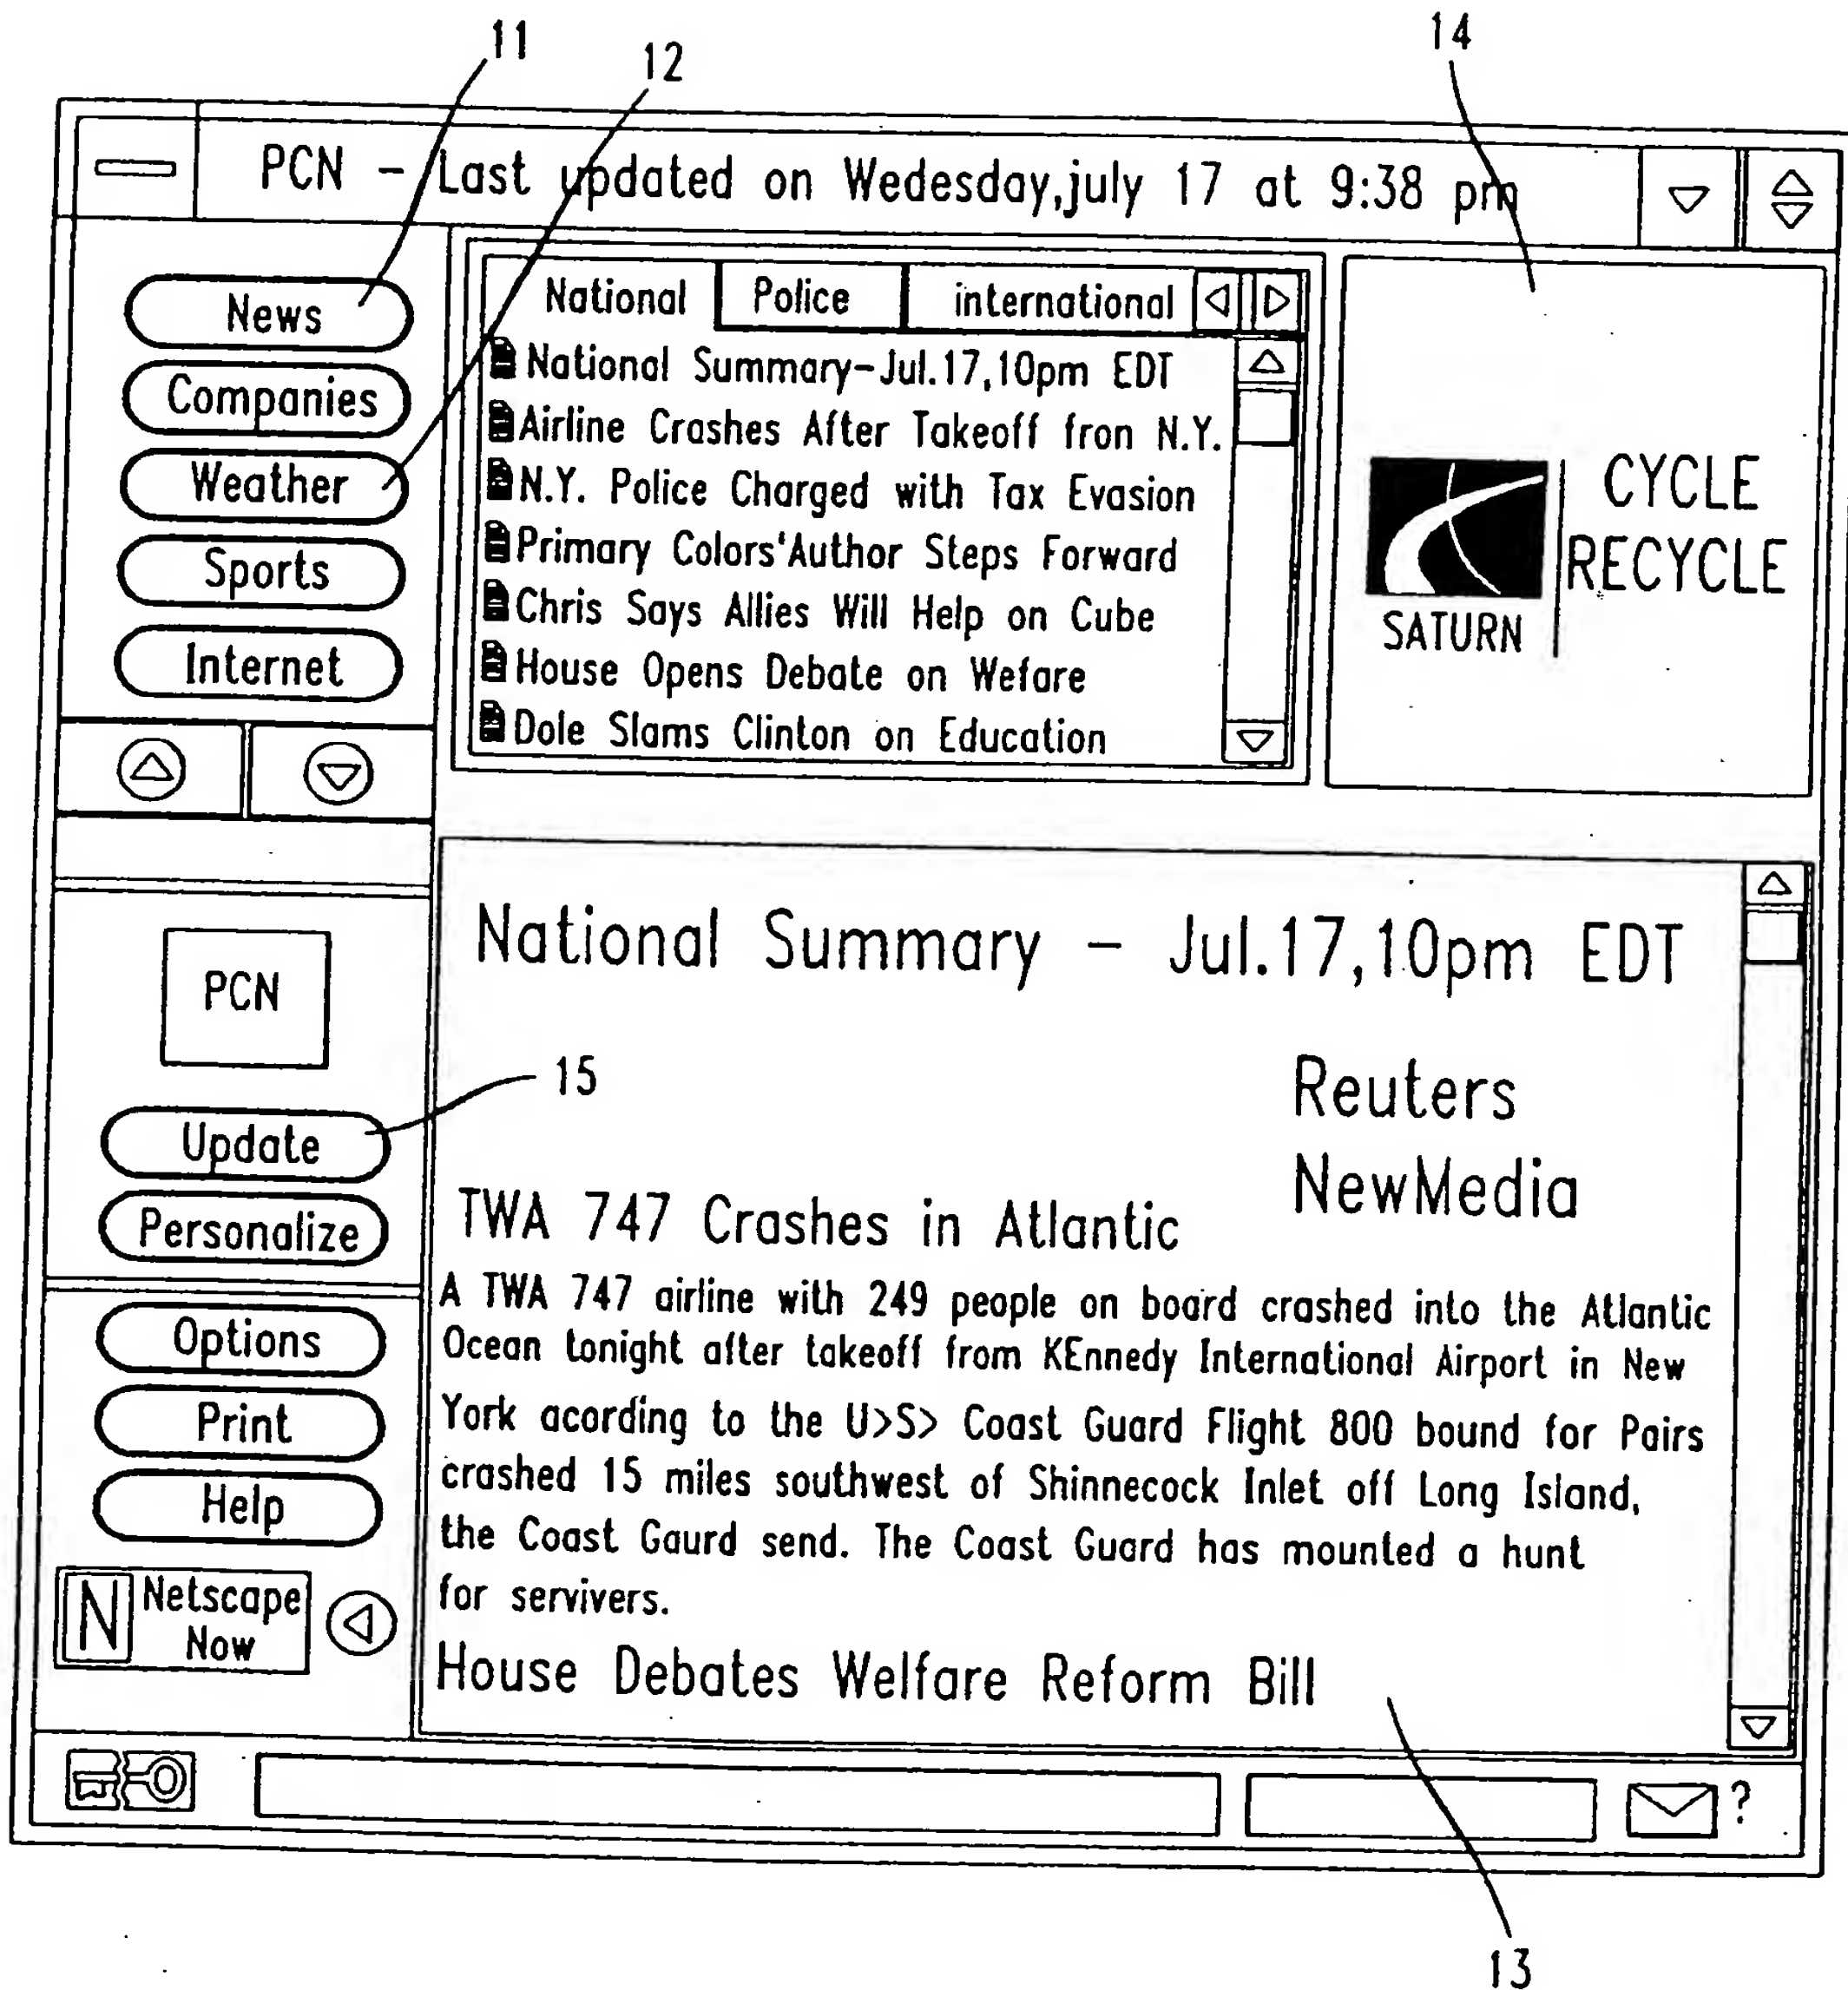 11
12
14
PCN - Last updated on Wedesday,july 17 at 9:38 pm
News
Companies
Weather
Sports
Internet
National Police international
National Summary-Jul.17,10pm EDT
Airline Crashes After Takeoff fron N.Y.
N.Y. Police Charged with Tax Evasion
Primary Colors'Author Steps Forward
Chris Says Allies Will Help on Cube
House Opens Debate on Wefare
Dole Slams Clinton on Education
SATURN
CYCLE
RECYCLE
PCN
15
Update
Personalize
Options
Print
Help
N Netscape
Now
National Summary - Jul.17,10pm EDT
Reuters
NewMedia
TWA 747 Crashes in Atlantic
A TWA 747 airline with 249 people on board crashed into the Atlantic
Ocean tonight after takeoff from KEnnedy International Airport in New
York acording to the U>S> Coast Guard Flight 800 bound for Pairs
crashed 15 miles southwest of Shinnecock Inlet off Long Island,
the Coast Gaurd send. The Coast Guard has mounted a hunt
for servivers.
House Debates Welfare Reform Bill
?
13